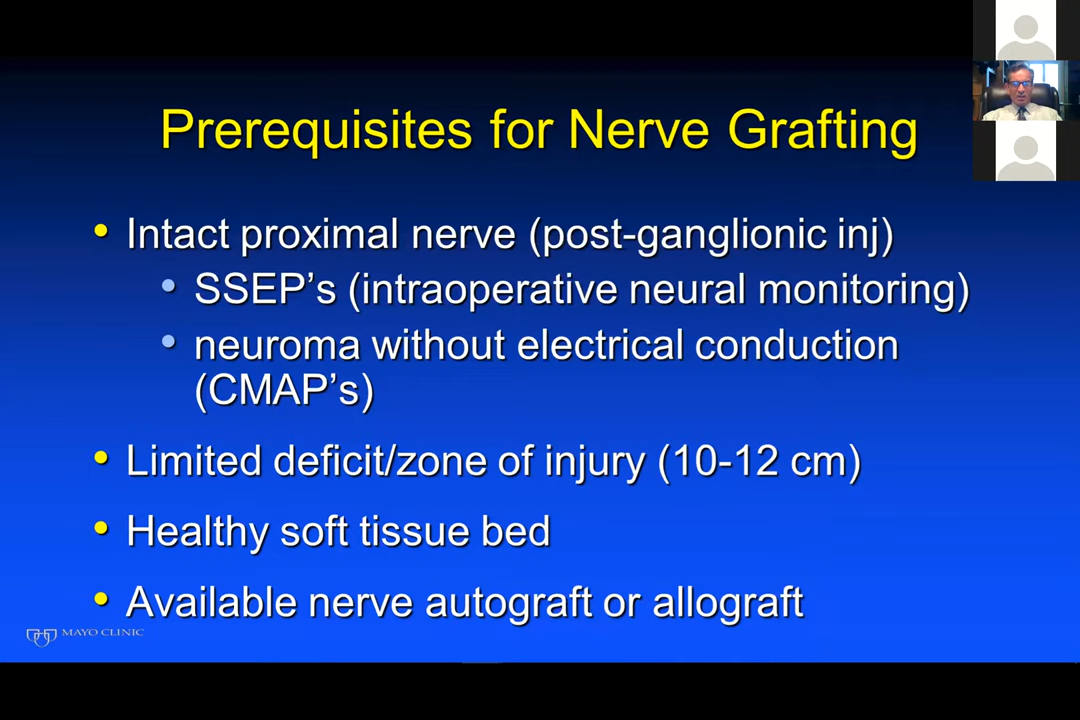 Prerequisites for Nerve Grafting
• Intact proximal nerve (post-ganglionic inj)
• SSEP’s (intraoperative neural monitoring)
• neuroma without electrical conduction
(CMAP’s)
• Limited deficit/zone of injury (10-12 cm)
• Healthy soft tissue bed
• Available nerve autograft or allograft
MAYO CLINIC